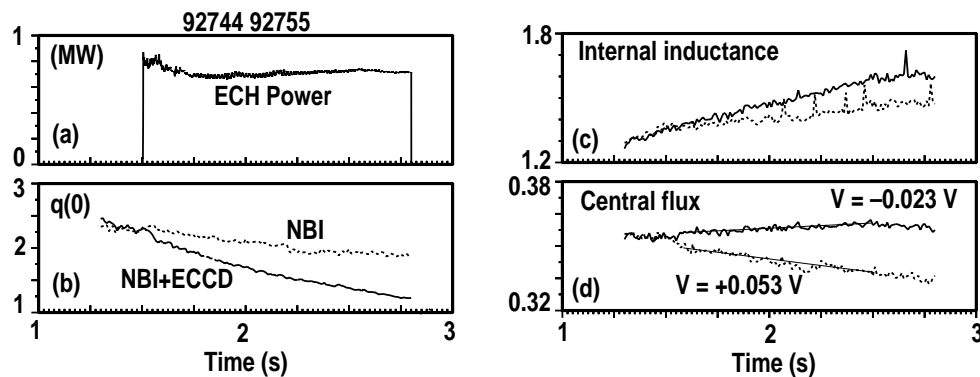 92744 92755
1
(MW)
ECH Power
(a)
0
3
q(0)
2
NBI
NBI+ECCD
(b)
1
1 2 3
Time (s)
1.8
Internal inductance
(c)
1.2
0.38
Central flux
V = –0.023 V
V = +0.053 V
(d)
0.32
1 2 3
Time (s)